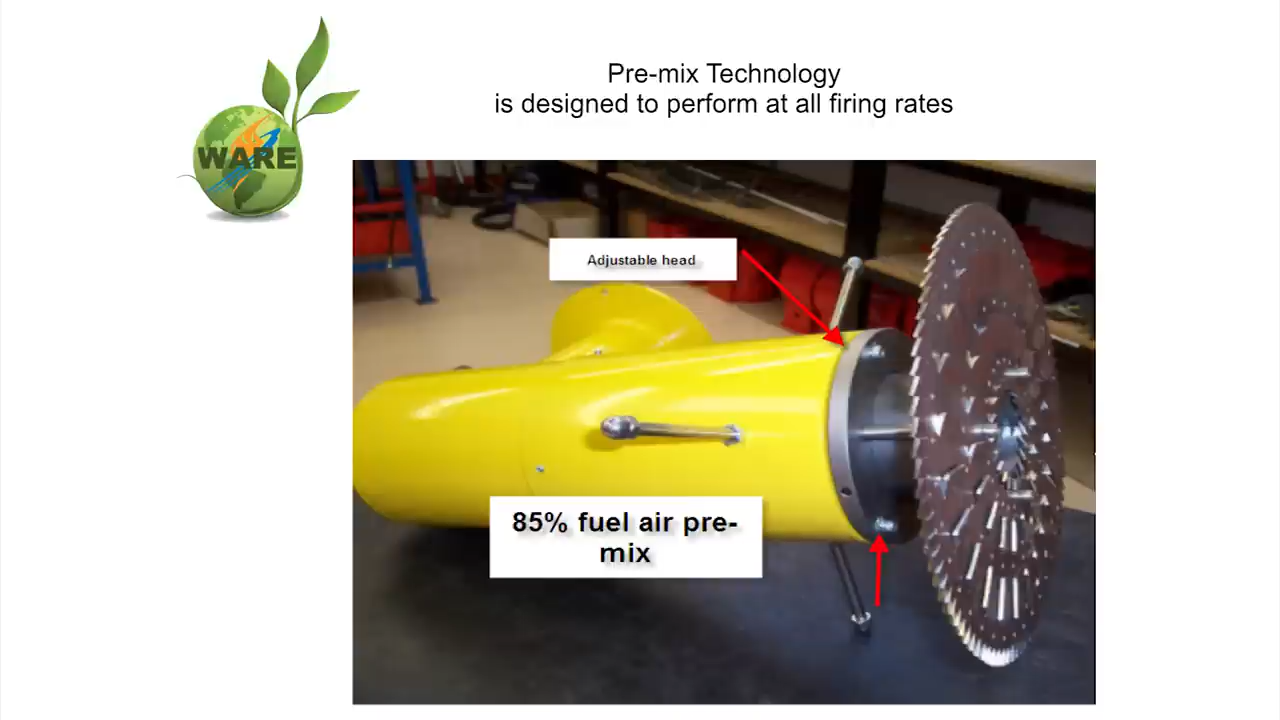 Pre-mix Technology
is designed to perform at all firing rates
WARE
Adjustable head
85% fuel air pre-
mix